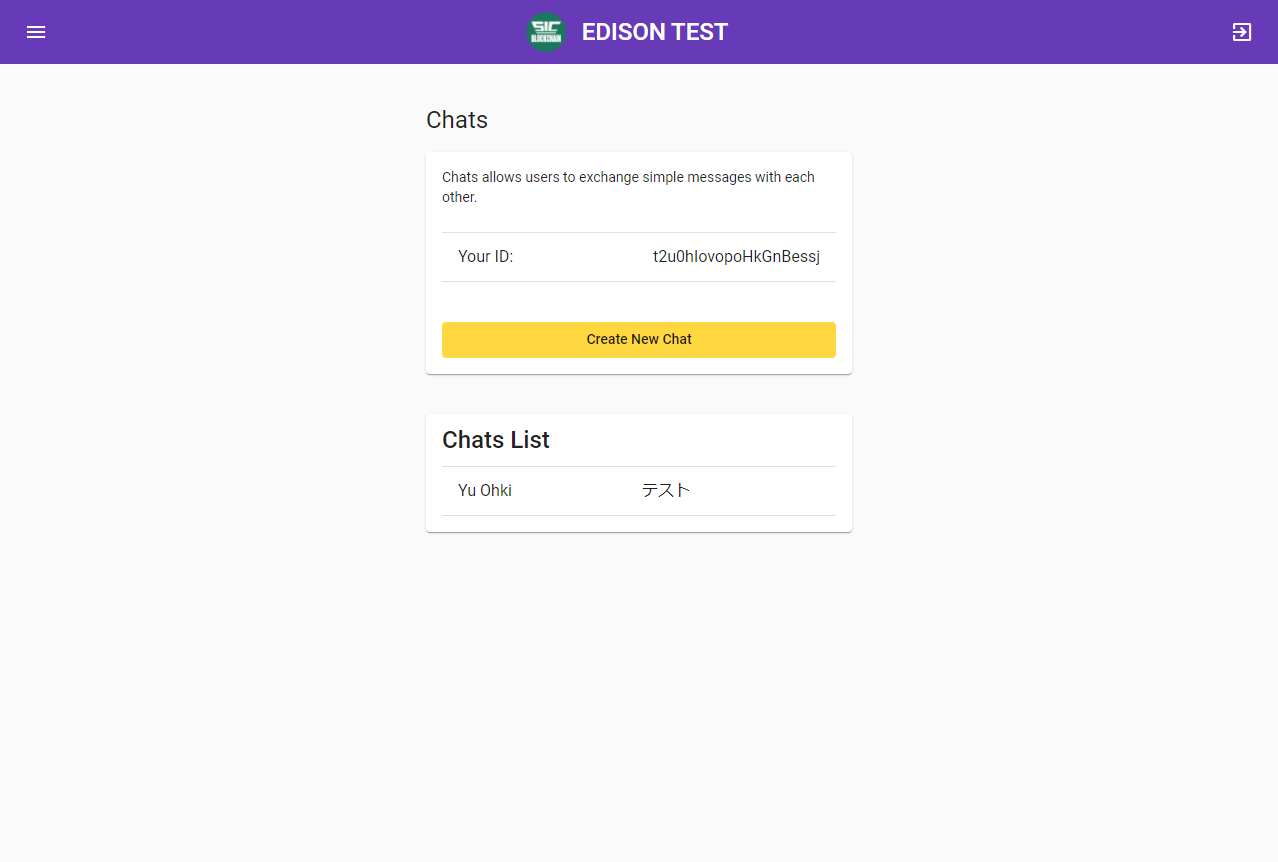 SIC
BLOCKCHAIN
EDISON TEST
Chats
Chats allows users to exchange simple messages with each
other.
Your ID: t2u0hIovopoHkGnBessj
Create New Chat
Chats List
Yu Ohki テスト